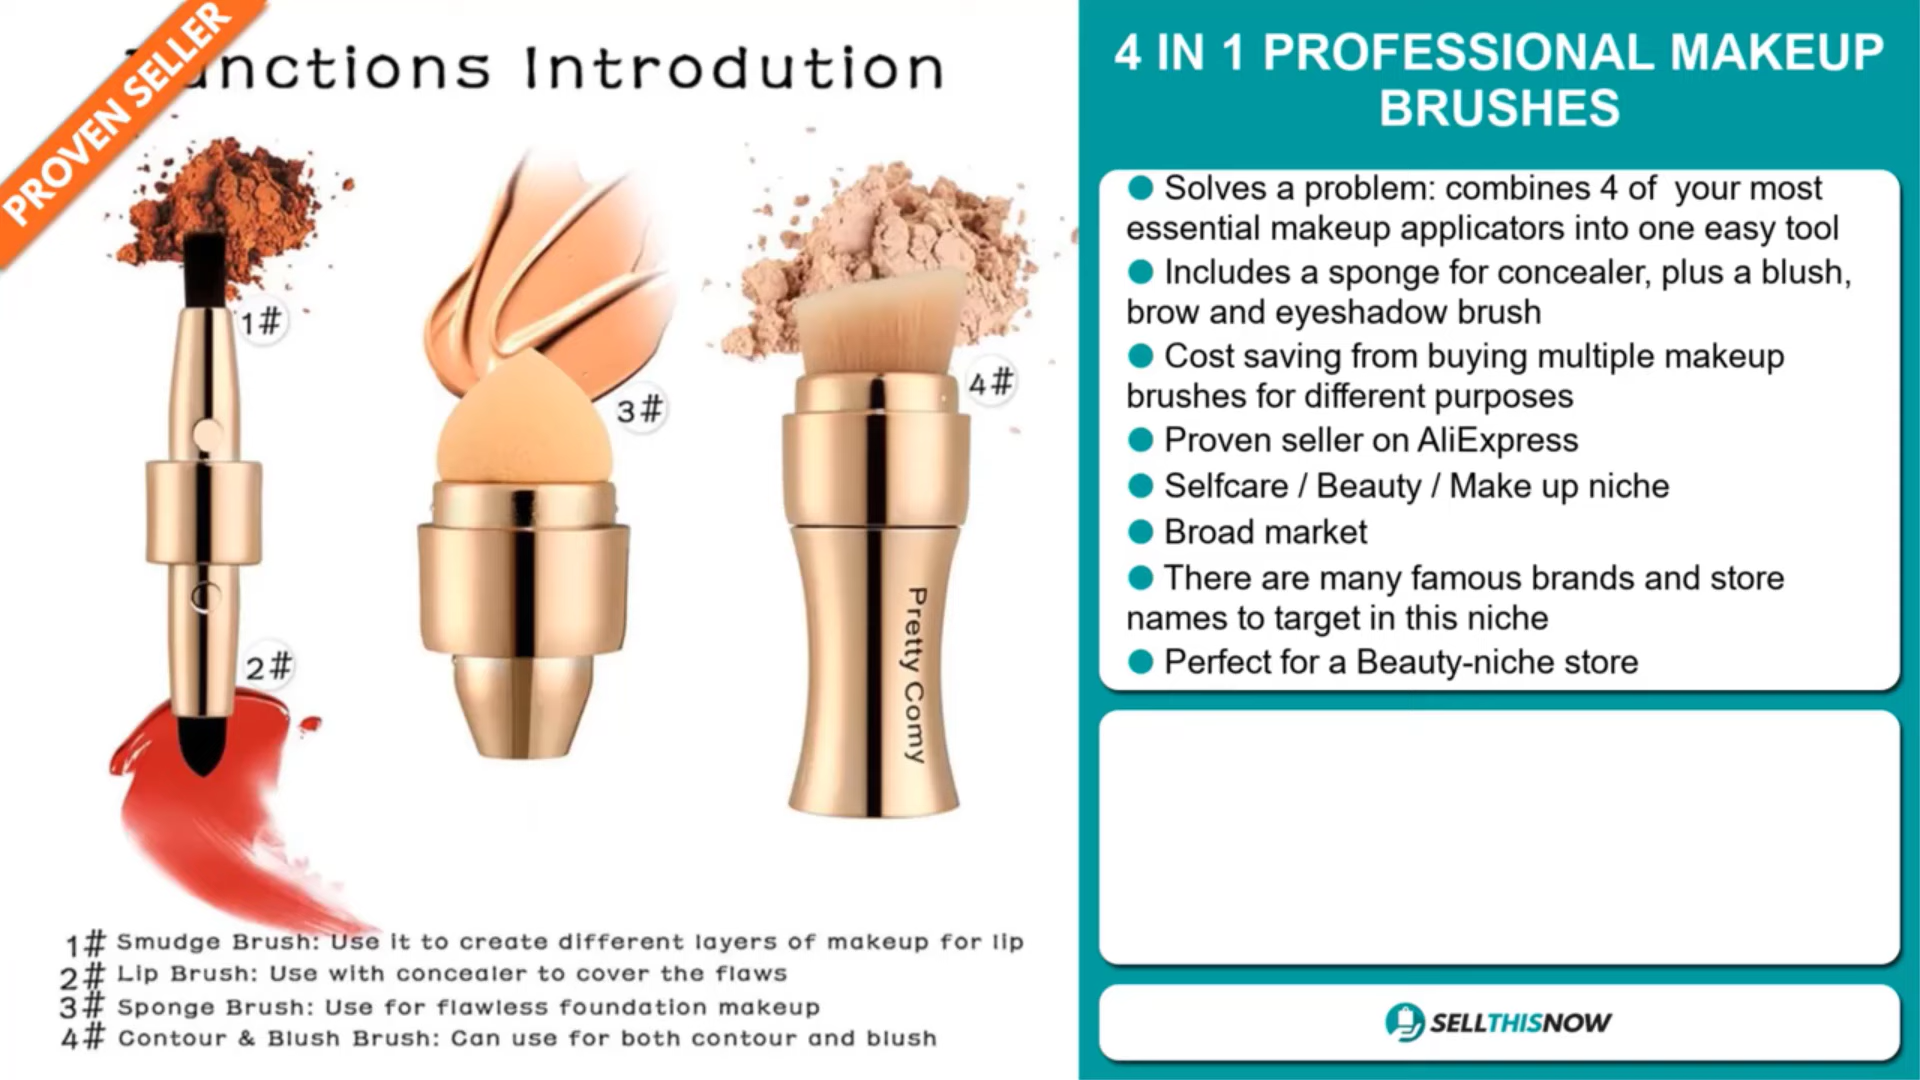 PROVEN SELLER
unctions Introdution
1#
2#
3#
4#
Pretty Comy
1# Smudge Brush: Use it to create different layers of makeup for lip
2# Lip Brush: Use with concealer to cover the flaws
3# Sponge Brush: Use for flawless foundation makeup
4# Contour & Blush Brush: Can use for both contour and blush
4 IN 1 PROFESSIONAL MAKEUP
BRUSHES
● Solves a problem: combines 4 of your most
essential makeup applicators into one easy tool
● Includes a sponge for concealer, plus a blush,
brow and eyeshadow brush
● Cost saving from buying multiple makeup
brushes for different purposes
● Proven seller on AliExpress
● Selfcare / Beauty / Make up niche
● Broad market
● There are many famous brands and store
names to target in this niche
● Perfect for a Beauty-niche store
SELLTHISNOW